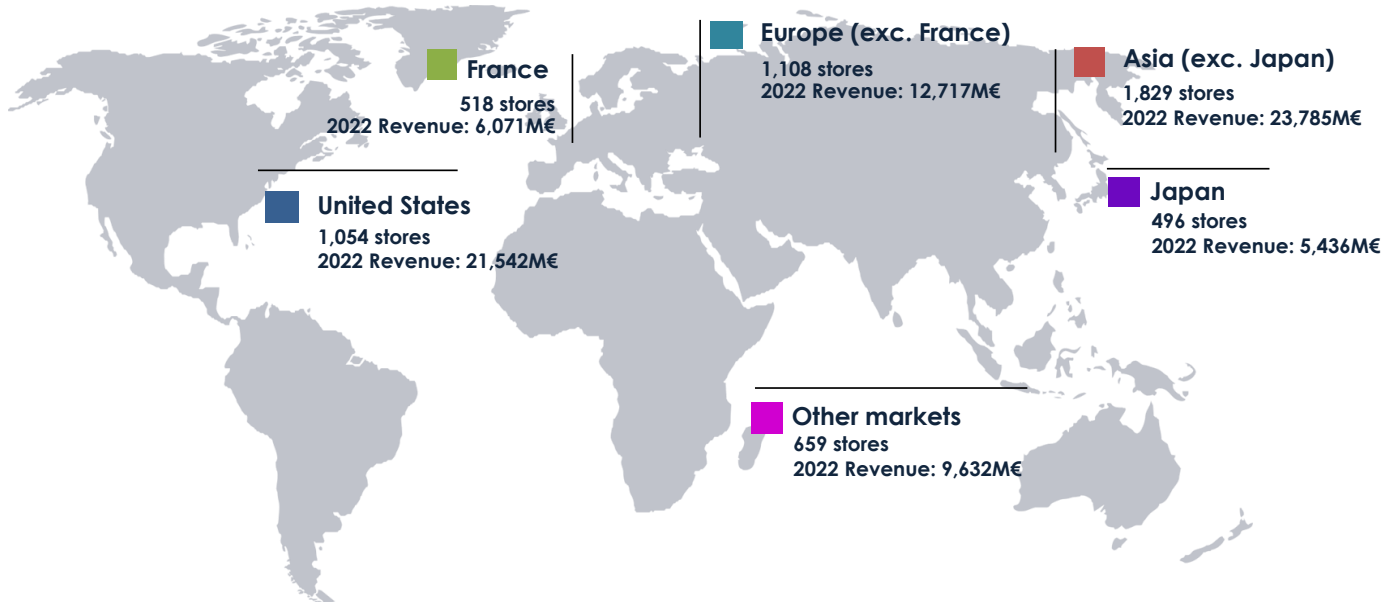 France
518 stores
2022 Revenue: 6,071M€
Europe (exc. France)
1,108 stores
2022 Revenue: 12,717M€
Asia (exc. Japan)
1,829 stores
2022 Revenue: 23,785M€
United States
1,054 stores
2022 Revenue: 21,542M€
Japan
496 stores
2022 Revenue: 5,436M€
Other markets
659 stores
2022 Revenue: 9,632M€